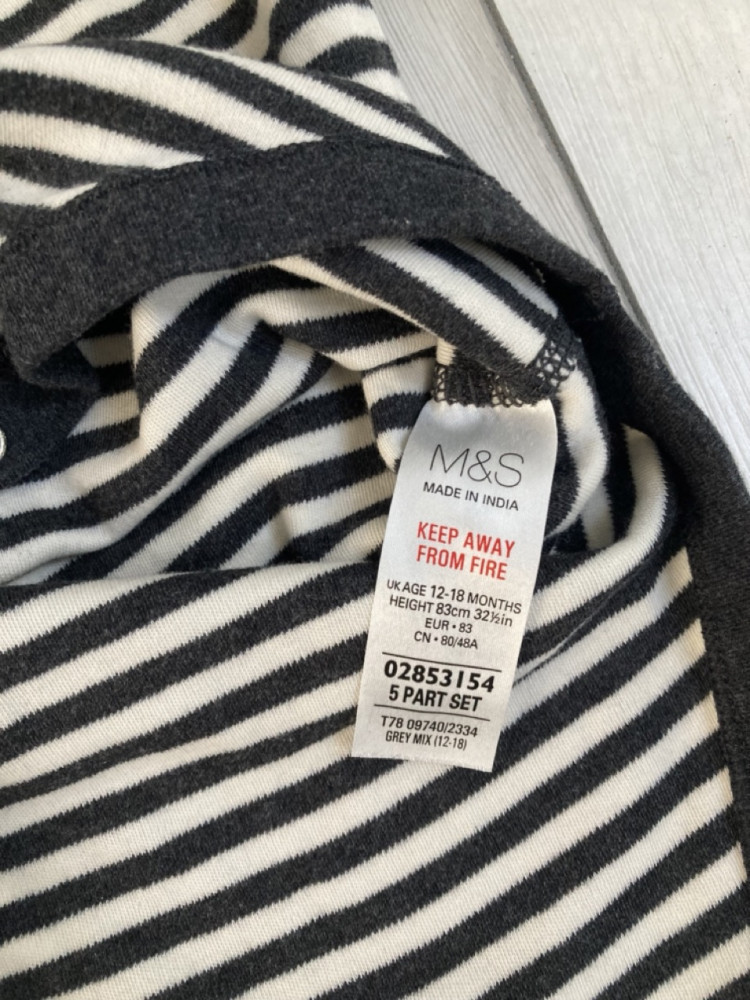 M&S
MADE IN INDIA
KEEP AWAY
FROM FIRE
UK AGE 12-18 MONTHS
HEIGHT 83cm 32½in
EUR • 83
CN • 80/48A
02853154
5 PART SET
T78 09740/2334
GREY MIX (12-18)